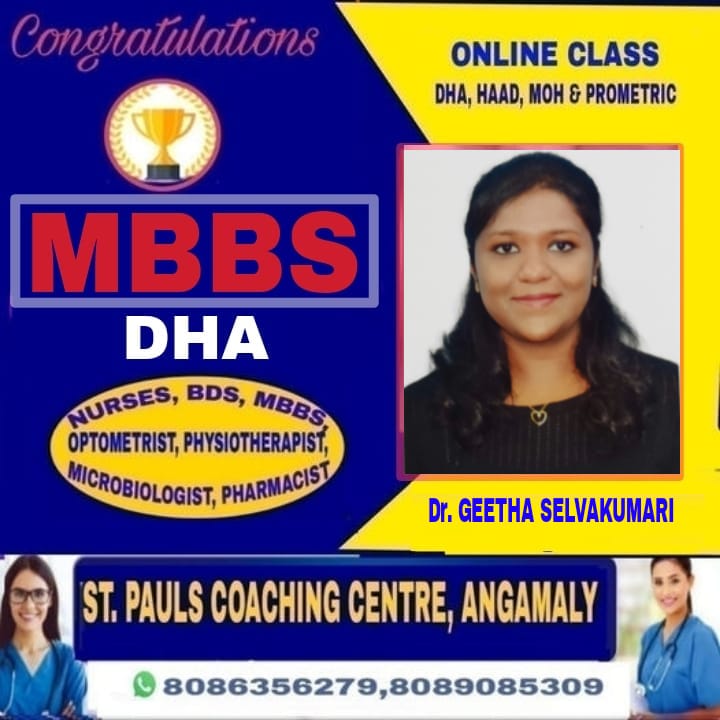 Congratulations
ONLINE CLASS
DHA, HAAD, MOH & PROMETRIC
MBBS
DHA
NURSES, BDS, MBBS,
OPTOMETRIST, PHYSIOTHERAPIST,
MICROBIOLOGIST, PHARMACIST
Dr. GEETHA SELVAKUMARI
ST. PAULS COACHING CENTRE, ANGAMALY
8086356279,8089085309